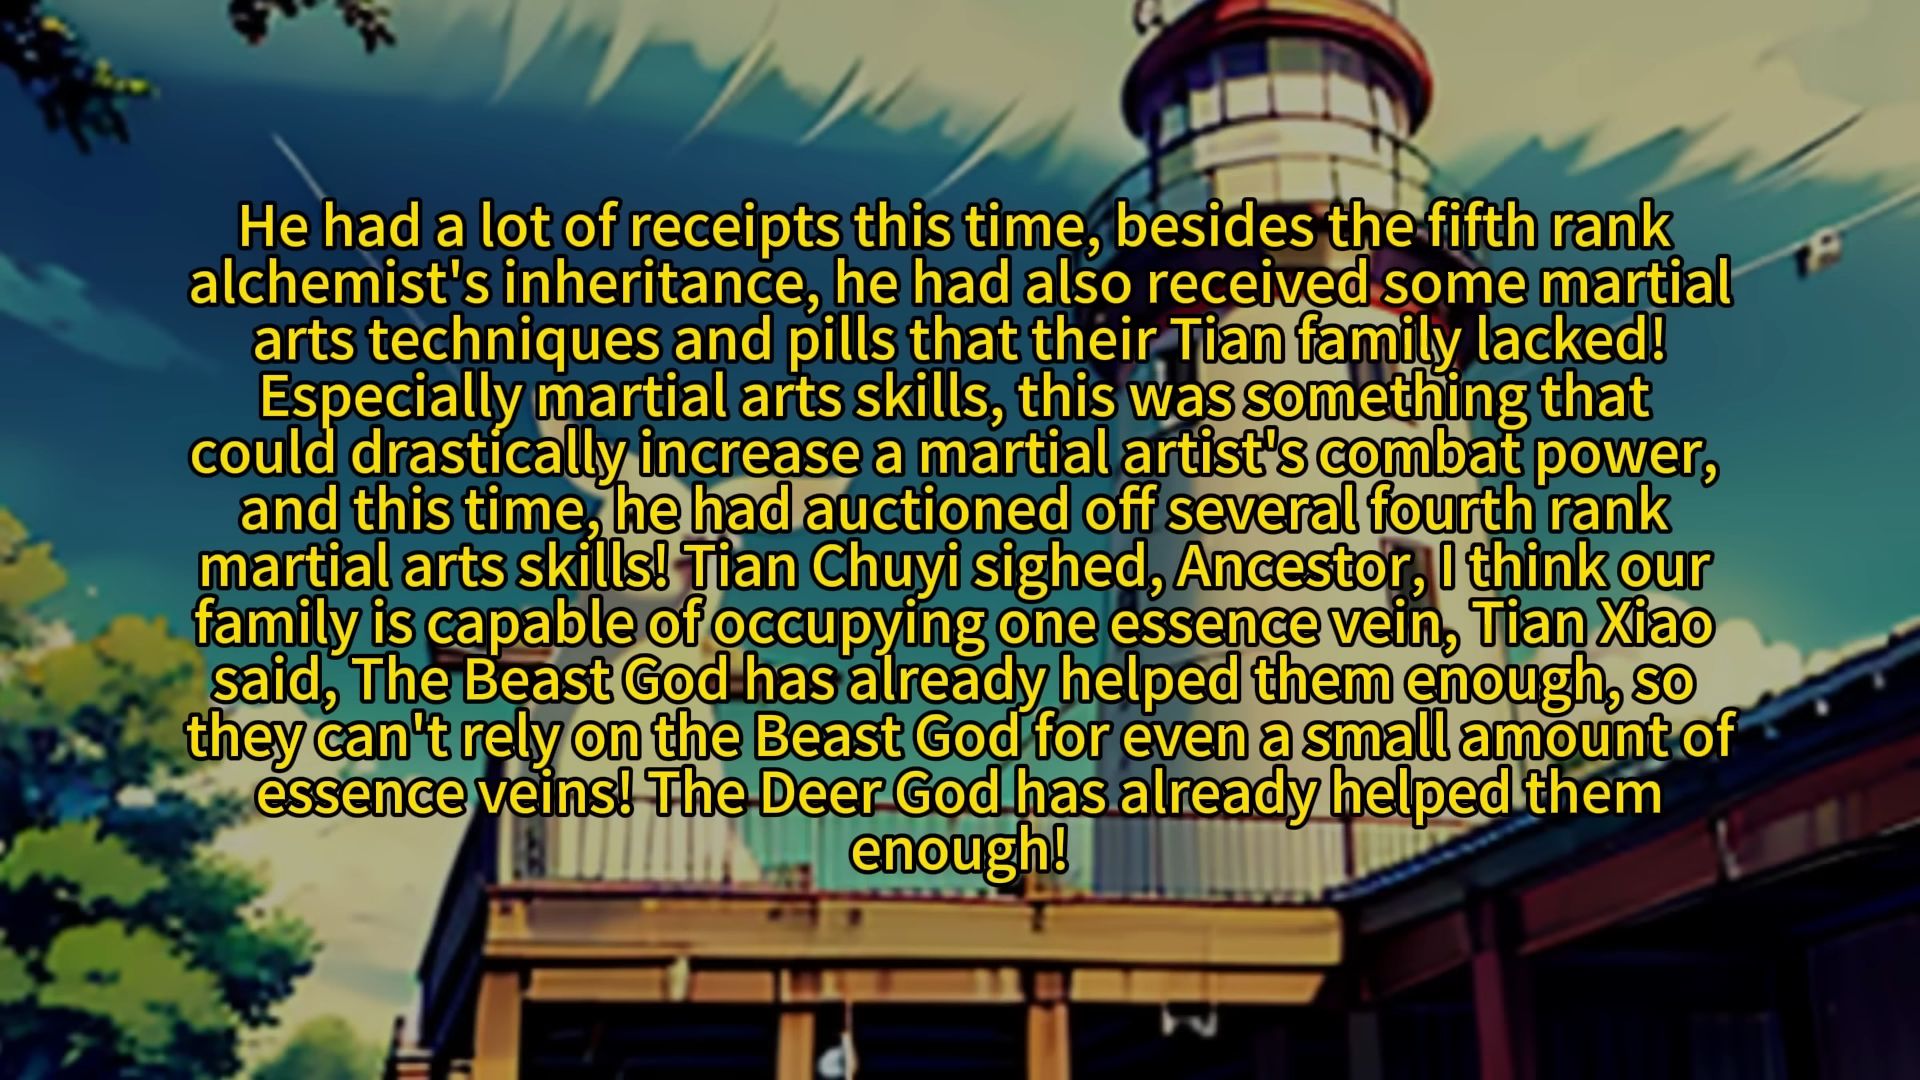 He had a lot of receipts this time, besides the fifth rank
alchemist's inheritance, he had also received some martial
arts techniques and pills that their Tian family lacked!
Especially martial arts skills, this was something that
could drastically increase a martial artist's combat power,
and this time, he had auctioned off several fourth rank
martial arts skills! Tian Chuyi sighed, Ancestor, I think our
family is capable of occupying one essence vein, Tian Xiao
said, The Beast God has already helped them enough, so
they can't rely on the Beast God for even a small amount of
essence veins! The Deer God has already helped them
enough!